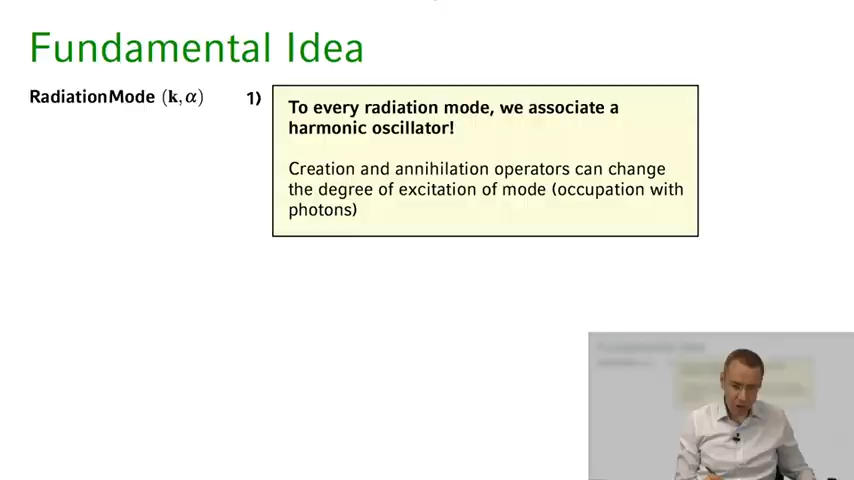 Fundamental Idea
RadiationMode (k, α) 1)
To every radiation mode, we associate a
harmonic oscillator!
Creation and annihilation operators can change
the degree of excitation of mode (occupation with
photons)